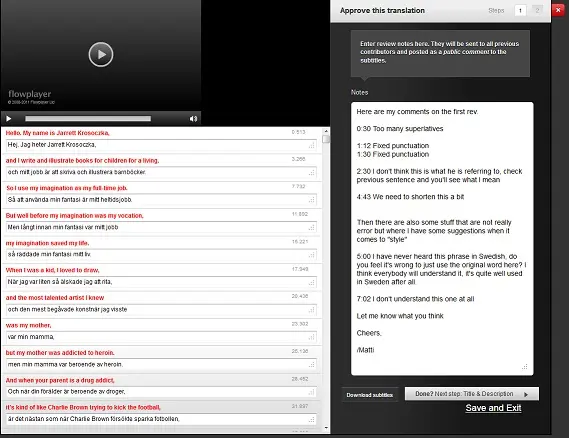 flowplayer
© 2008-2011 Flowplayer Ltd
Hello. My name is Jarrett Krosoczka,
0.513
Hej, Jag heter Jarrett Krosoczka,
and I write and illustrate books for children for a living.
3.266
och mitt jobb är att skriva och illustrera barnböcker.
So I use my imagination as my full-time job.
7.732
Så att använda min fantasi är mitt heltidsjobb.
But well before my imagination was my vocation,
11.892
Men långt innan min fantasi var mitt jobb
my imagination saved my life.
15.221
så räddade min fantasi mitt liv.
When I was a kid, I loved to draw,
17.949
När jag var liten så älskade jag att rita,
and the most talented artist I knew
20.436
och den mest begåvade konstnär jag visste
was my mother,
23.302
var min mamma,
but my mother was addicted to heroin.
25.136
men min mamma var beroende av heroin.
And when your parent is a drug addict,
28.452
Och när din förälder är beroende av droger,
it's kind of like Charlie Brown trying to kick the football,
31.697
är det nästan som när Charlie Brown försökte sparka fotbollen,
Approve this translation
Steps
1
2
Enter review notes here. They will be sent to all previous
contributors and posted as a public comment to the
subtitles.
Notes
Here are my comments on the first rev
0:30 Too many superlatives
1:12 Fixed punctuation
1:30 Fixed punctuation
2:30 I don't think this is what he is referring to, check
previous sentence and you'll see what I mean
4:43 We need to shorten this a bit
Then there are also some stuff that are not really
error but where I have some suggestions when it
comes to "style"
5:00 I have never heard this phrase in Swedish, do
you feel it's wrong to just use the original word here? I
think everybody will understand it, it's quite well used
in Sweden after all.
7:02 I don't understand this one at all
Let me know what you think
Cheers,
/Matti
Download subtitles
Done? Next step: Title & Description
Save and Exit